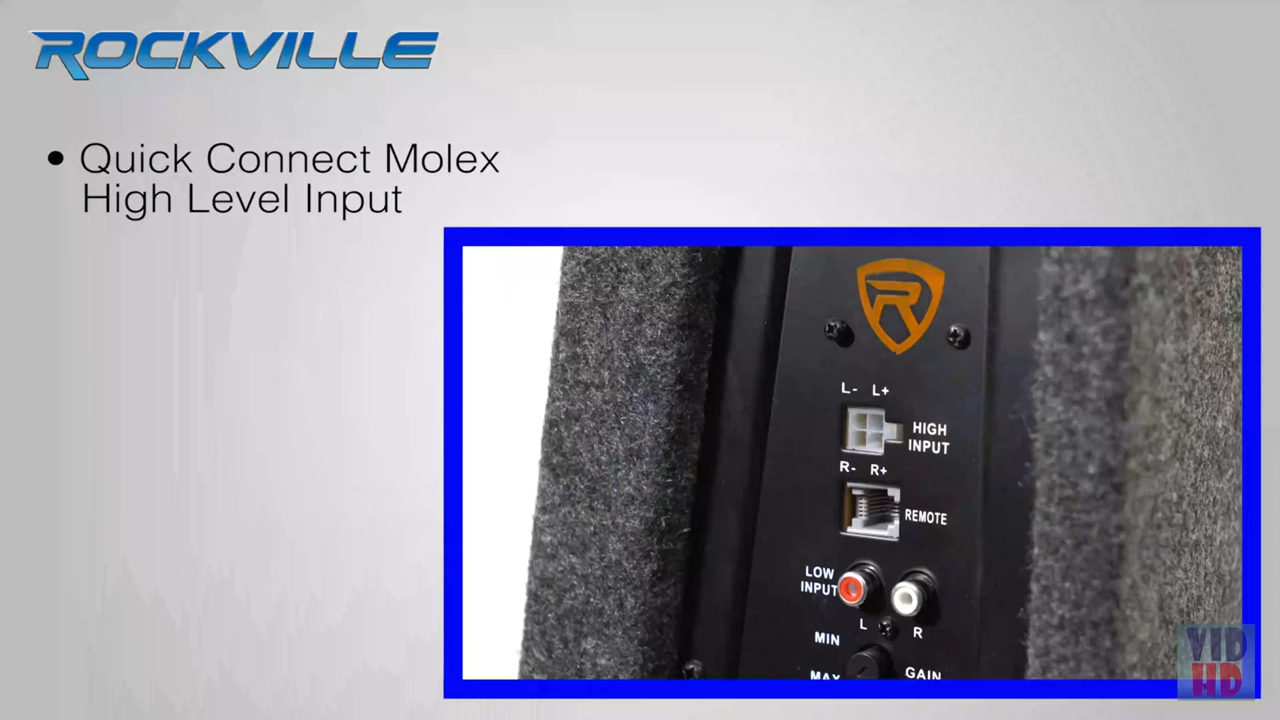 ROCKVILLE
• Quick Connect Molex
High Level Input
R
L- L+
HIGH
INPUT
R- R+
REMOTE
LOW
INPUT
L R
MIN
MAX GAIN
VID
HD